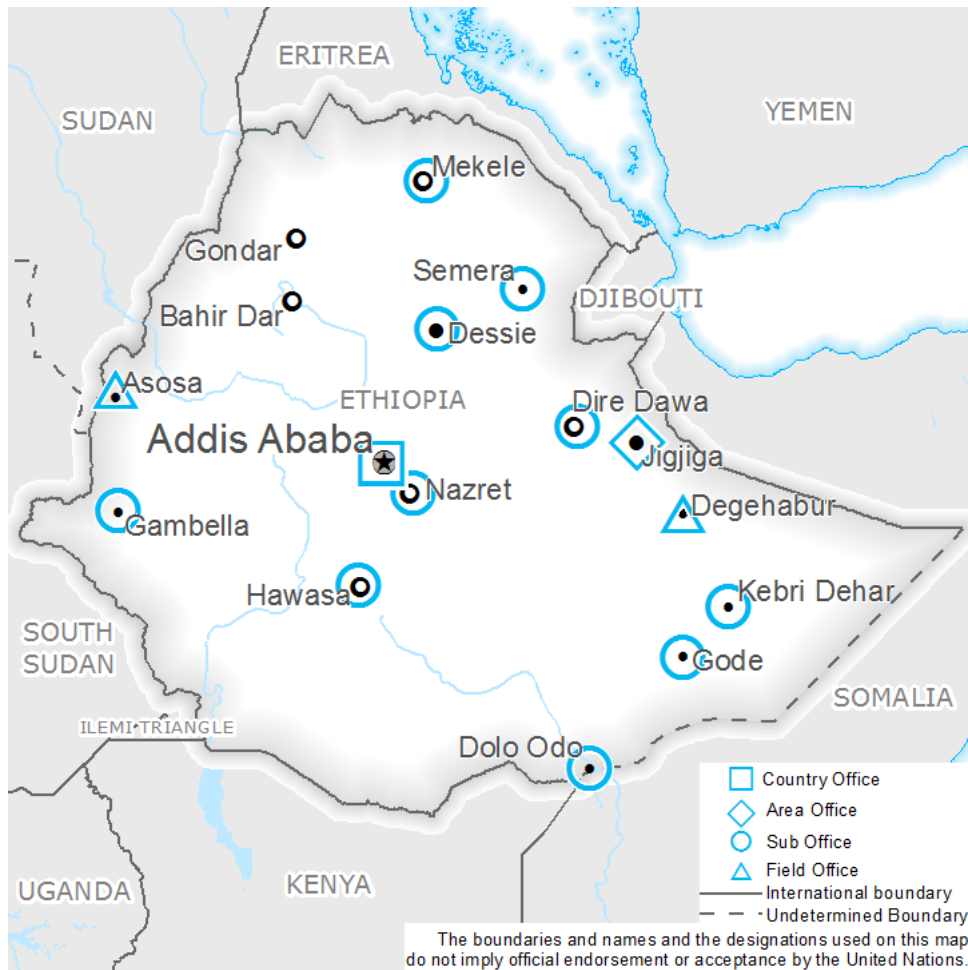 ERITREA
SUDAN
YEMEN
Mekele
Gondar
Semera
DJIBOUTI
Bahir Dar
Dessie
Asosa
ETHIOPIA
Dire Dawa
Addis Ababa
Jigjiga
Nazret
Degehabur
Gambella
Kebri Dehar
Hawasa
SOUTH
SUDAN
Gode
SOMALIA
ILEMI TRIANGLE
Dolo Odo
Country Office
Area Office
Sub Office
Field Office
UGANDA
KENYA
International boundary
Undetermined Boundary
The boundaries and names and the designations used on this map
do not imply official endorsement or acceptance by the United Nations.